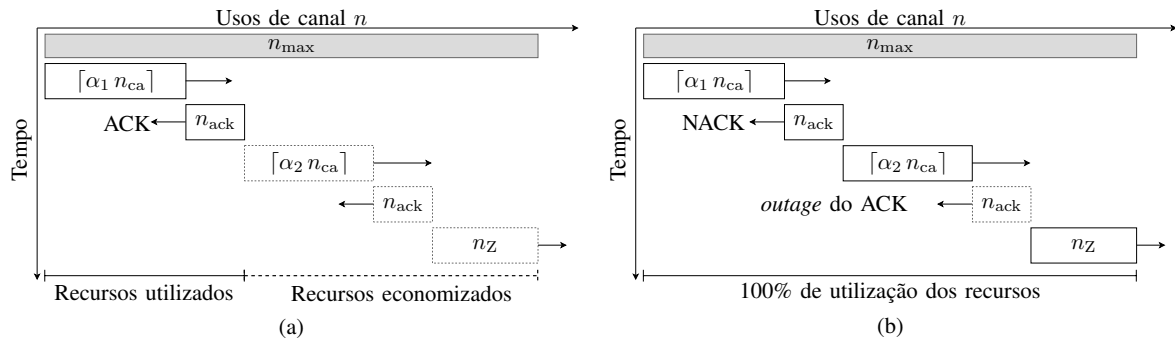 Usos de canal n
n_max
⌈α_1 n_ca⌉
ACK
n_ack
⌈α_2 n_ca⌉
n_ack
n_Z
Tempo
Recursos utilizados
Recursos economizados
(a)
Usos de canal n
n_max
⌈α_1 n_ca⌉
NACK
n_ack
⌈α_2 n_ca⌉
outage do ACK
n_ack
n_Z
Tempo
100% de utilização dos recursos
(b)